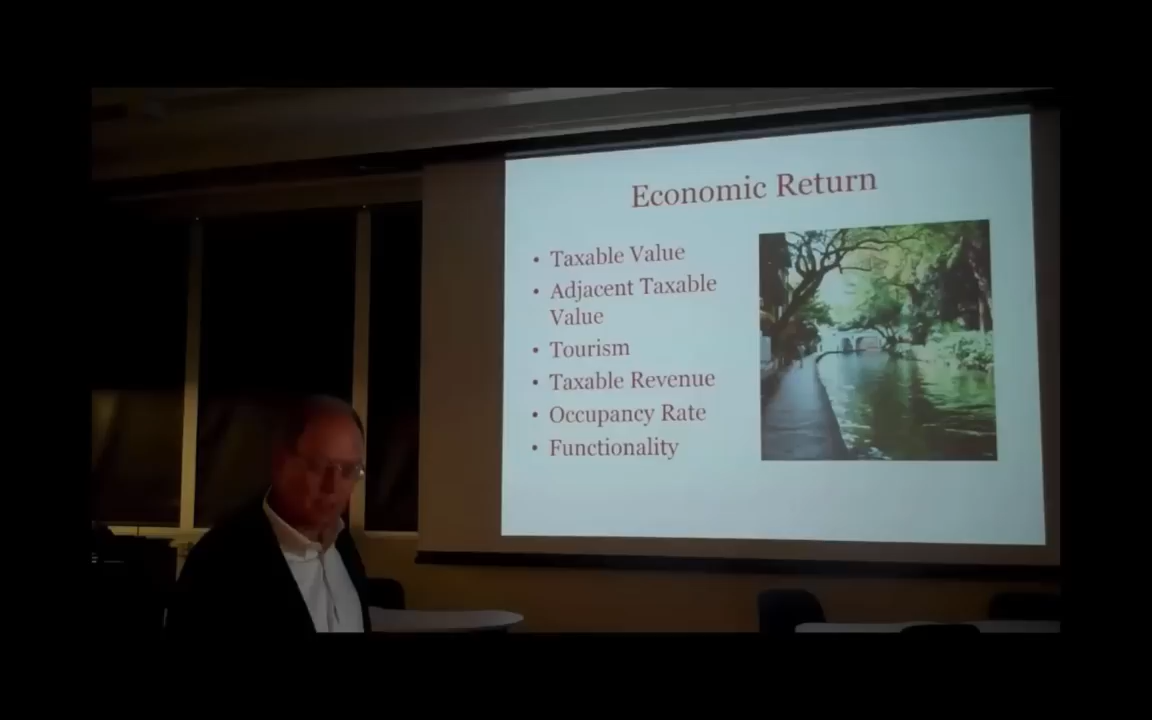 Economic Return
• Taxable Value
• Adjacent Taxable
Value
• Tourism
• Taxable Revenue
• Occupancy Rate
• Functionality